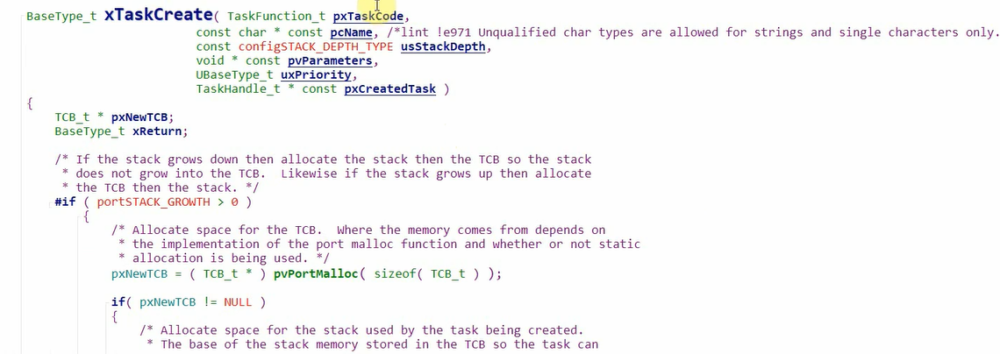 BaseType_t xTaskCreate( TaskFunction_t pxTaskCode,
const char * const pcName, /*lint !e971 Unqualified char types are allowed for strings and single characters only.
const configSTACK_DEPTH_TYPE usStackDepth,
void * const pvParameters,
UBaseType_t uxPriority,
TaskHandle_t * const pxCreatedTask )
{
TCB_t * pxNewTCB;
BaseType_t xReturn;
/* If the stack grows down then allocate the stack then the TCB so the stack
* does not grow into the TCB.  Likewise if the stack grows up then allocate
* the TCB then the stack. */
#if ( portSTACK_GROWTH > 0 )
{
/* Allocate space for the TCB.  Where the memory comes from depends on
* the implementation of the port malloc function and whether or not static
* allocation is being used. */
pxNewTCB = ( TCB_t * ) pvPortMalloc( sizeof( TCB_t ) );
if( pxNewTCB != NULL )
{
/* Allocate space for the stack used by the task being created.
* The base of the stack memory stored in the TCB so the task can